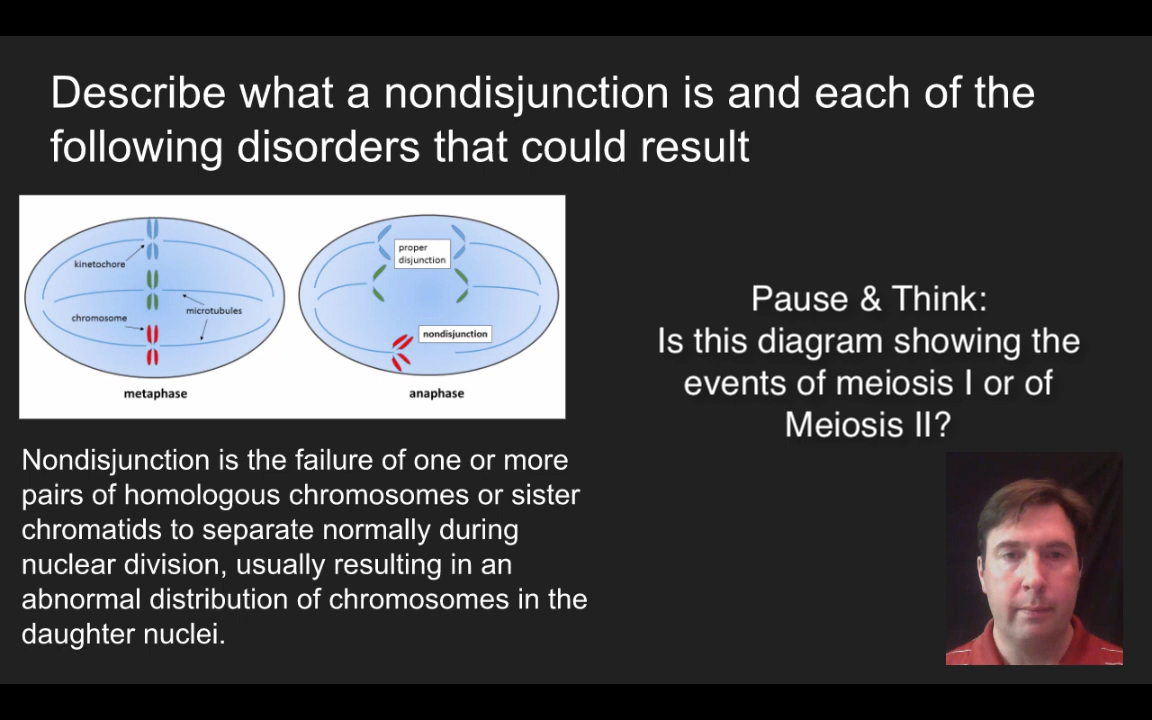 Describe what a nondisjunction is and each of the
following disorders that could result
kinetochore
chromosome
microtubules
metaphase
proper
disjunction
nondisjunction
anaphase
Pause & Think:
Is this diagram showing the
events of meiosis I or of
Meiosis II?
Nondisjunction is the failure of one or more
pairs of homologous chromosomes or sister
chromatids to separate normally during
nuclear division, usually resulting in an
abnormal distribution of chromosomes in the
daughter nuclei.